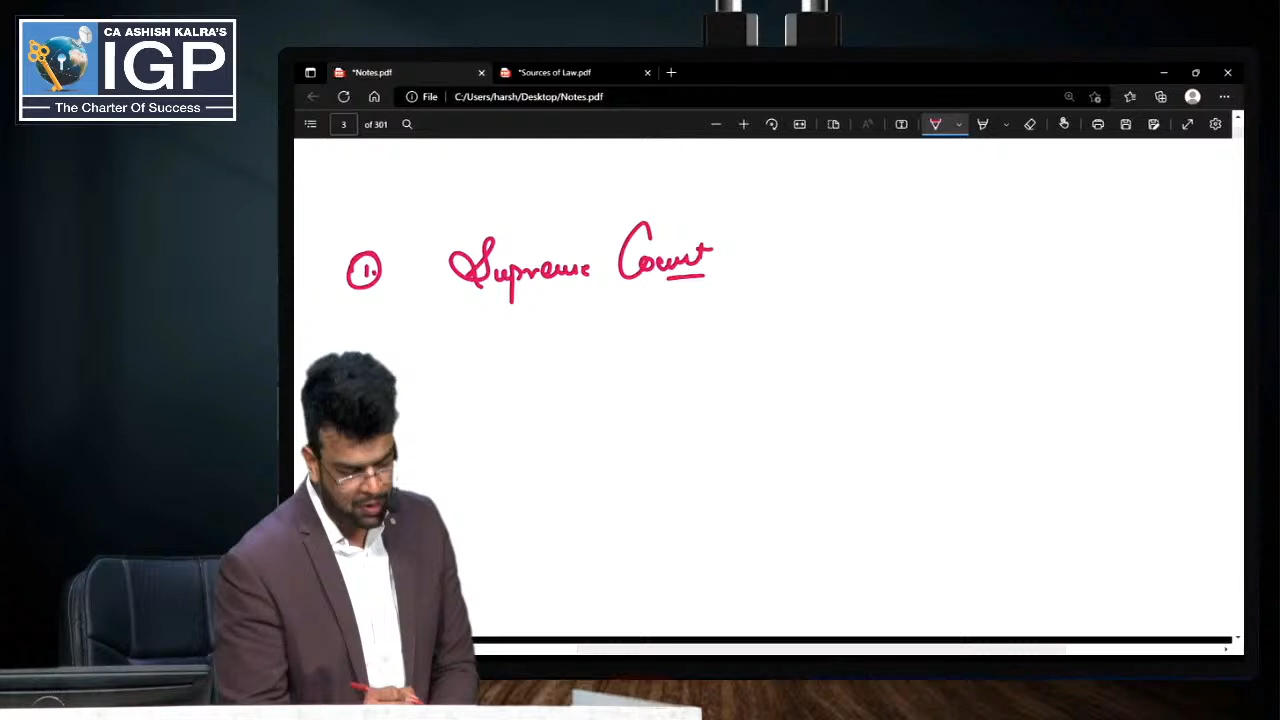 CA ASHISH KALRA'S
IGP
The Charter Of Success
*Notes.pdf
*Sources of Law.pdf
File
C:/Users/harsh/Desktop/Notes.pdf
3 of 301
1. Supreme Court